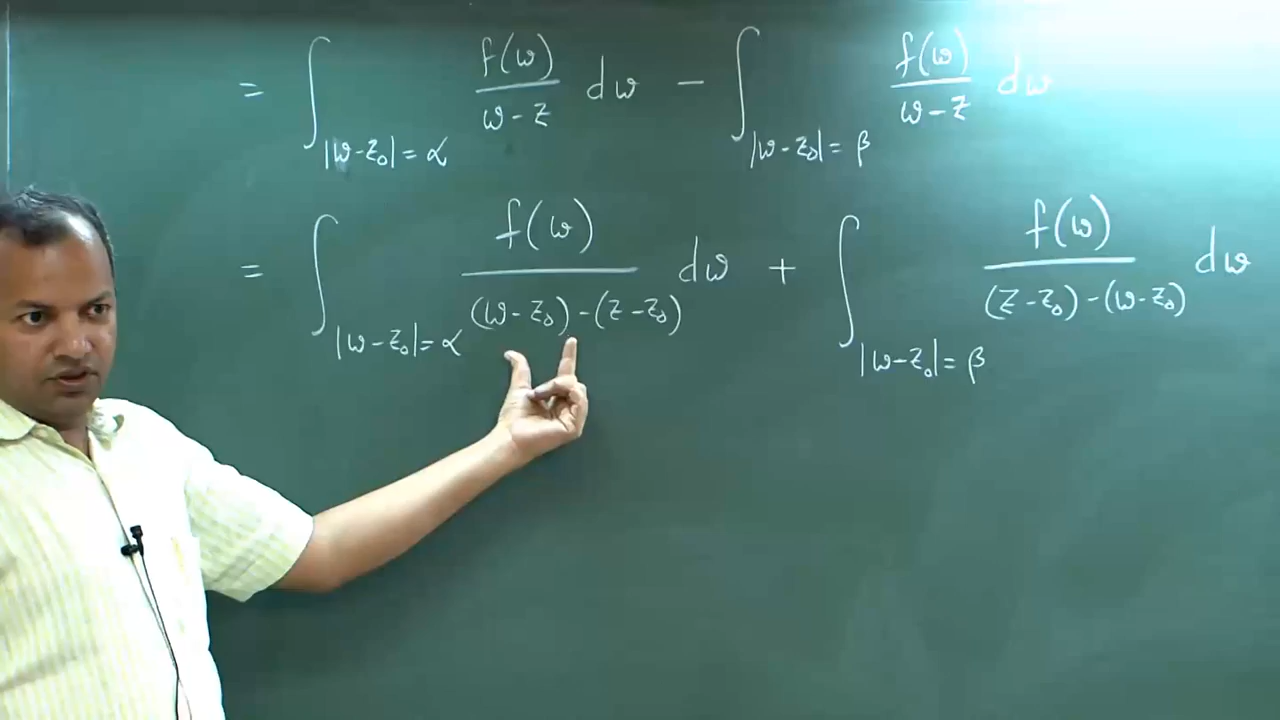 = ∫_{|w-z₀|=α} f(w)/(w-z) dw - ∫_{|w-z₀|=β} f(w)/(w-z) dw
= ∫_{|w-z₀|=α} f(w)/((w-z₀)-(z-z₀)) dw + ∫_{|w-z₀|=β} f(w)/((z-z₀)-(w-z₀)) dw